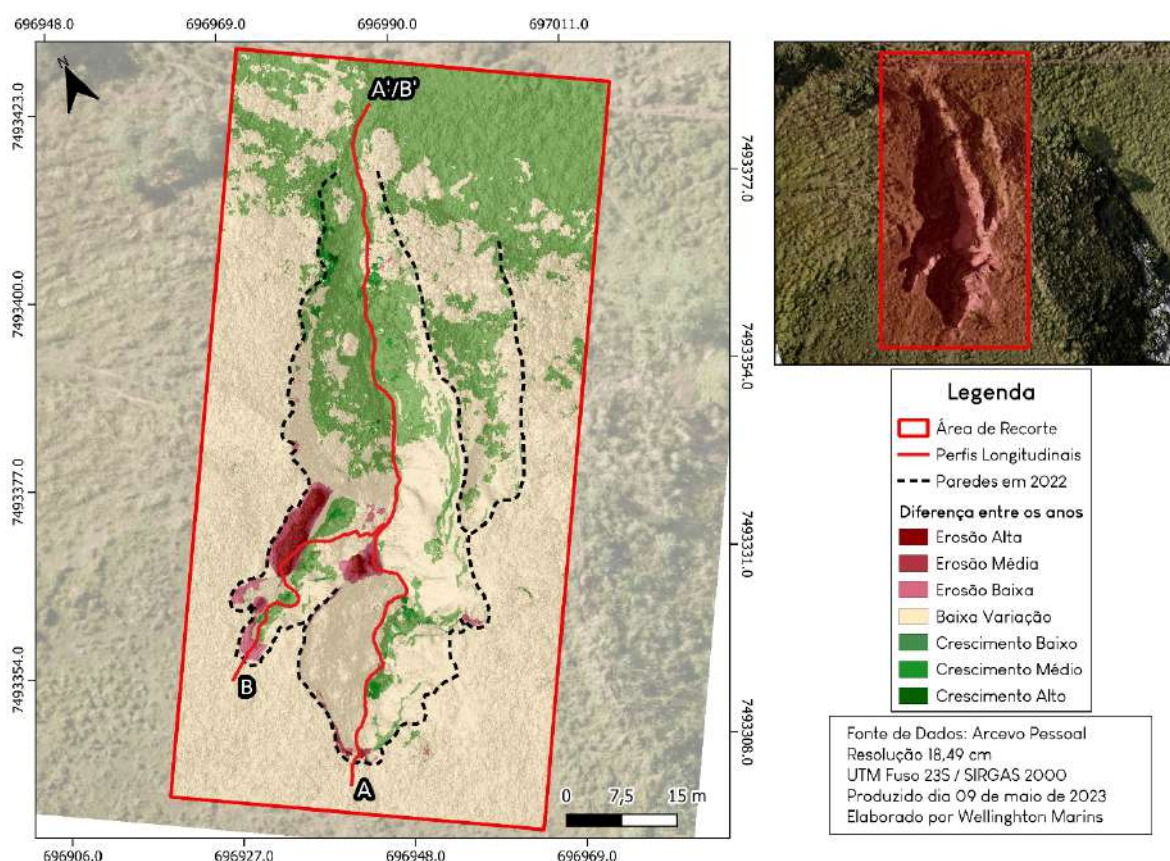 696948.0 696969.0 696990.0 697011.0
N
A'/B'
7493423.0
7493400.0
7493377.0
7493354.0
7493377.0
7493354.0
7493331.0
7493308.0
B
A
0 7,5 15 m
696906.0 696927.0 696948.0 696969.0
Legenda
Área de Recorte
Perfis Longitudinais
Paredes em 2022
Diferença entre os anos
Erosão Alta
Erosão Média
Erosão Baixa
Baixa Variação
Crescimento Baixo
Crescimento Médio
Crescimento Alto
Fonte de Dados: Arcevo Pessoal
Resolução 18,49 cm
UTM Fuso 23S / SIRGAS 2000
Produzido dia 09 de maio de 2023
Elaborado por Wellinghton Marins